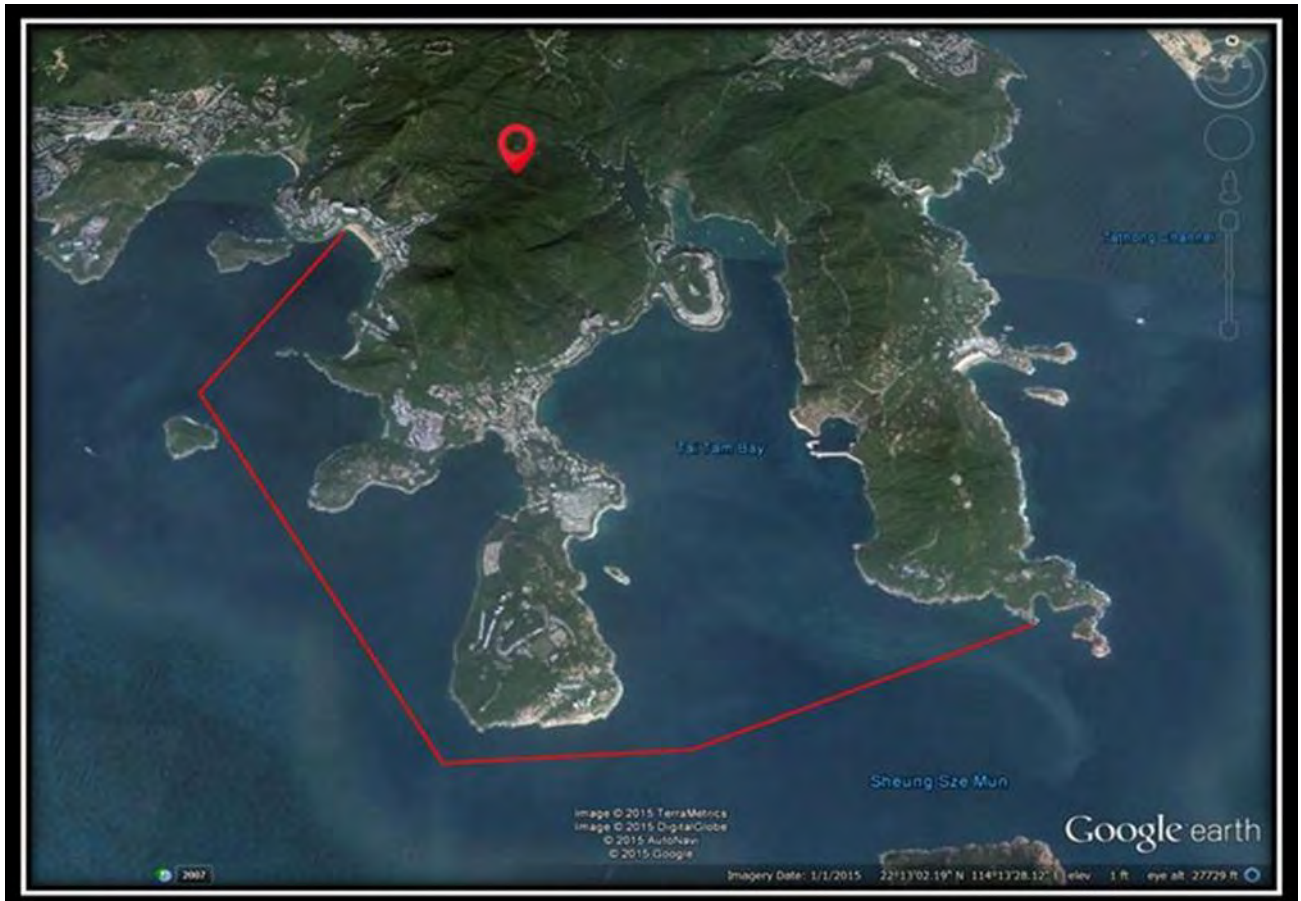 N
Tathong Channel
Tai Tam Bay
Sheung Sze Mun
Image © 2015 TerraMetrics
Image © 2015 DigitalGlobe
© 2015 AutoNavi
© 2015 Google
Google earth
2007
Imagery Date: 1/1/2015 22°13'02.19" N 114°13'28.12" E elev 1 ft eye alt 27729 ft